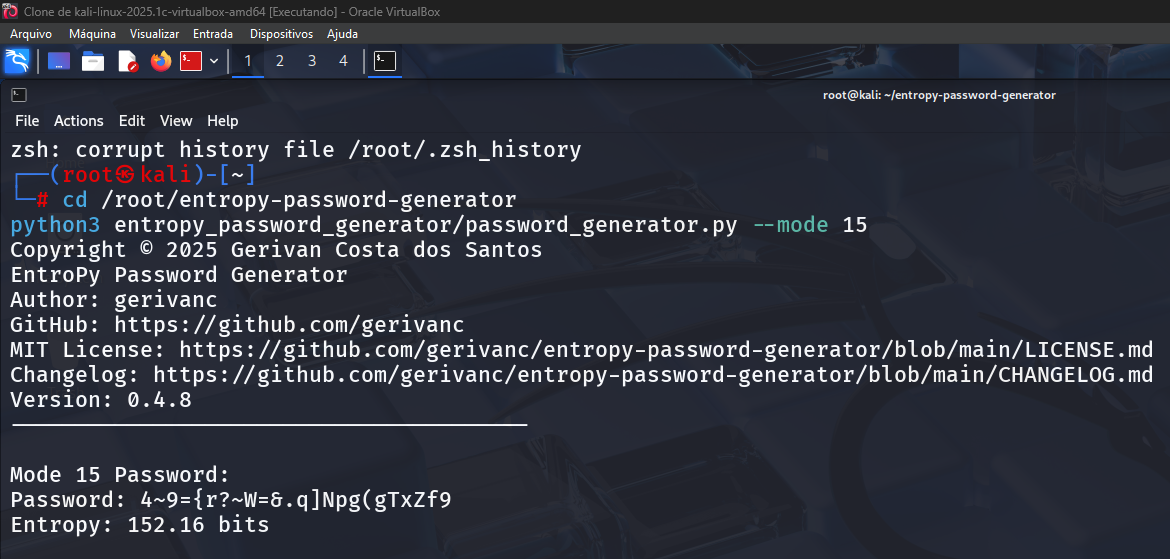 Clone de kali-linux-2025.1c-virtualbox-amd64 [Executando] - Oracle VirtualBox
Arquivo Máquina Visualizar Entrada Dispositivos Ajuda
1 2 3 4
root@kali: ~/entropy-password-generator
File Actions Edit View Help
zsh: corrupt history file /root/.zsh_history
┌──(root㉿kali)-[~]
└─# cd /root/entropy-password-generator
python3 entropy_password_generator/password_generator.py --mode 15
Copyright © 2025 Gerivan Costa dos Santos
EntroPy Password Generator
Author: gerivanc
GitHub: https://github.com/gerivanc
MIT License: https://github.com/gerivanc/entropy-password-generator/blob/main/LICENSE.md
Changelog: https://github.com/gerivanc/entropy-password-generator/blob/main/CHANGELOG.md
Version: 0.4.8
----------------------------------------
Mode 15 Password:
Password: 4~9={r?~W=&.q]Npg(gTxZf9
Entropy: 152.16 bits